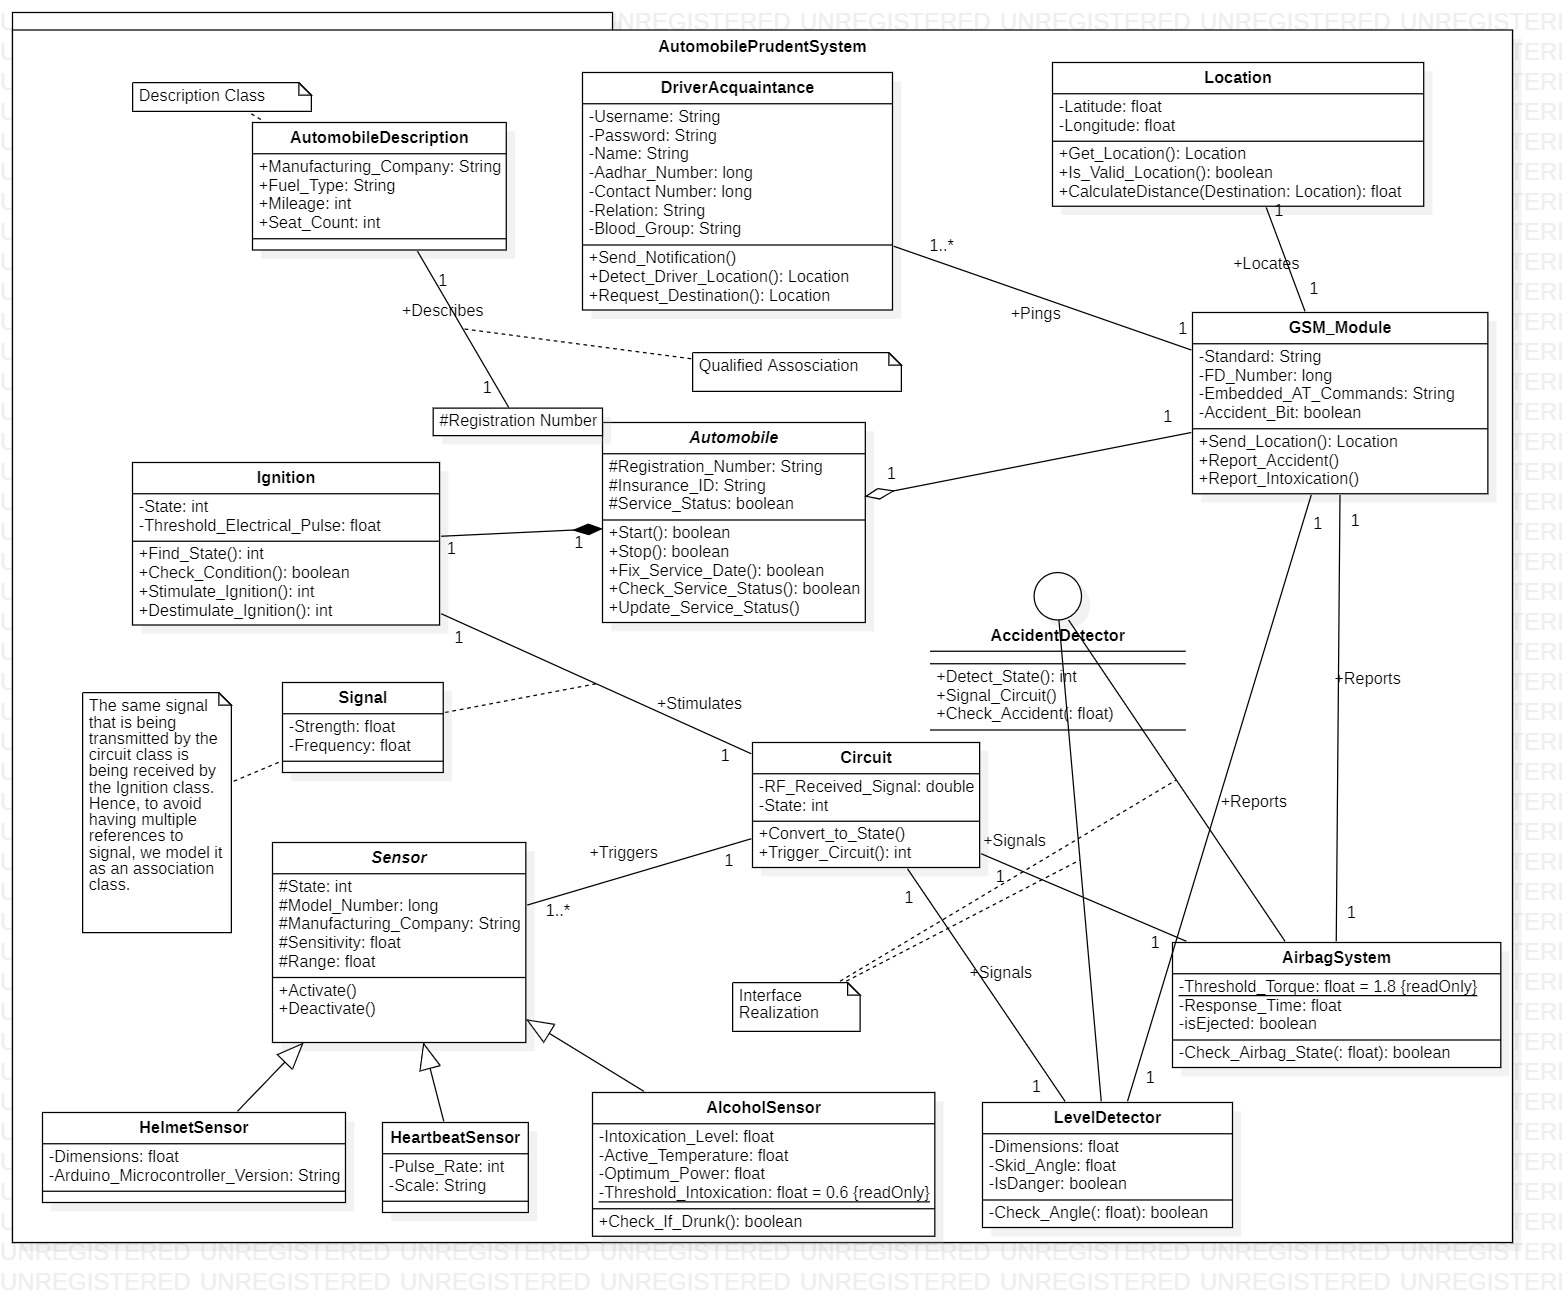 AutomobilePrudentSystem
Description Class
AutomobileDescription
+Manufacturing_Company: String
+Fuel_Type: String
+Mileage: int
+Seat_Count: int
DriverAcquaintance
-Username: String
-Password: String
-Name: String
-Aadhar_Number: long
-Contact Number: long
-Relation: String
-Blood_Group: String
+Send_Notification()
+Detect_Driver_Location(): Location
+Request_Destination(): Location
Location
-Latitude: float
-Longitude: float
+Get_Location(): Location
+Is_Valid_Location(): boolean
+CalculateDistance(Destination: Location): float
1
+Locates
1
1..*
+Pings
1
1
+Describes
1
Qualified Assosciation
GSM_Module
-Standard: String
-FD_Number: long
-Embedded_AT_Commands: String
-Accident_Bit: boolean
+Send_Location(): Location
+Report_Accident()
+Report_Intoxication()
#Registration Number
Automobile
#Registration_Number: String
#Insurance_ID: String
#Service_Status: boolean
+Start(): boolean
+Stop(): boolean
+Fix_Service_Date(): boolean
+Check_Service_Status(): boolean
+Update_Service_Status()
1
1
Ignition
-State: int
-Threshold_Electrical_Pulse: float
+Find_State(): int
+Check_Condition(): boolean
+Stimulate_Ignition(): int
+Destimulate_Ignition(): int
1
1
1
+Stimulates
1
1
1
AccidentDetector
+Detect_State(): int
+Signal_Circuit()
+Check_Accident(: float)
+Reports
+Reports
Signal
-Strength: float
-Frequency: float
The same signal
that is being
transmitted by the
circuit class is
being received by
the Ignition class.
Hence, to avoid
having multiple
references to
signal, we model it
as an association
class.
Circuit
-RF_Received_Signal: double
-State: int
+Convert_to_State()
+Trigger_Circuit(): int
+Signals
1
1
1
+Signals
1
1
1
+Triggers
1
1..*
Sensor
#State: int
#Model_Number: long
#Manufacturing_Company: String
#Sensitivity: float
#Range: float
+Activate()
+Deactivate()
Interface
Realization
AirbagSystem
-Threshold_Torque: float = 1.8 {readOnly}
-Response_Time: float
-isEjected: boolean
-Check_Airbag_State(: float): boolean
HelmetSensor
-Dimensions: float
-Arduino_Microcontroller_Version: String
HeartbeatSensor
-Pulse_Rate: int
-Scale: String
AlcoholSensor
-Intoxication_Level: float
-Active_Temperature: float
-Optimum_Power: float
-Threshold_Intoxication: float = 0.6 {readOnly}
+Check_If_Drunk(): boolean
LevelDetector
-Dimensions: float
-Skid_Angle: float
-IsDanger: boolean
-Check_Angle(: float): boolean
UNREGISTERED UNREGISTERED UNREGISTERED UNREGISTERED UNREGISTERED UNREGISTERED UNREGISTERED UNREGISTERED